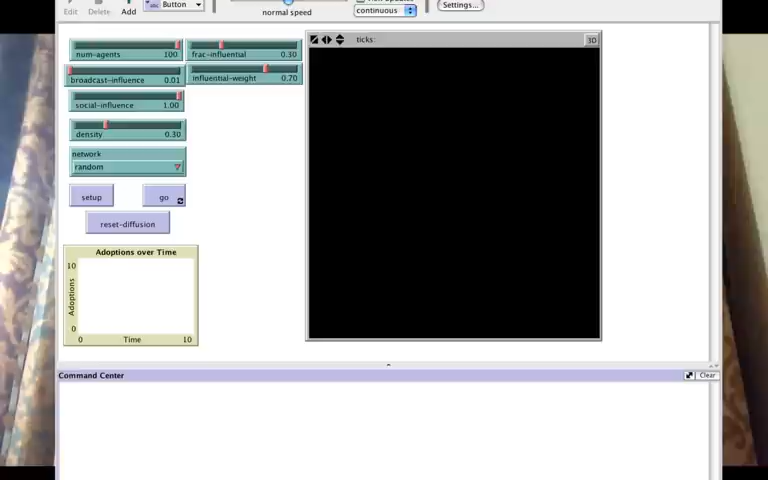 Edit Delete Add Button
normal speed
continuous
Settings...
num-agents 100
frac-influential 0.30
broadcast-influence 0.01
influential-weight 0.70
social-influence 1.00
density 0.30
network
random
setup
go
reset-diffusion
Adoptions over Time
10
Adoptions
0
0 Time 10
ticks:
3D
Command Center
Clear